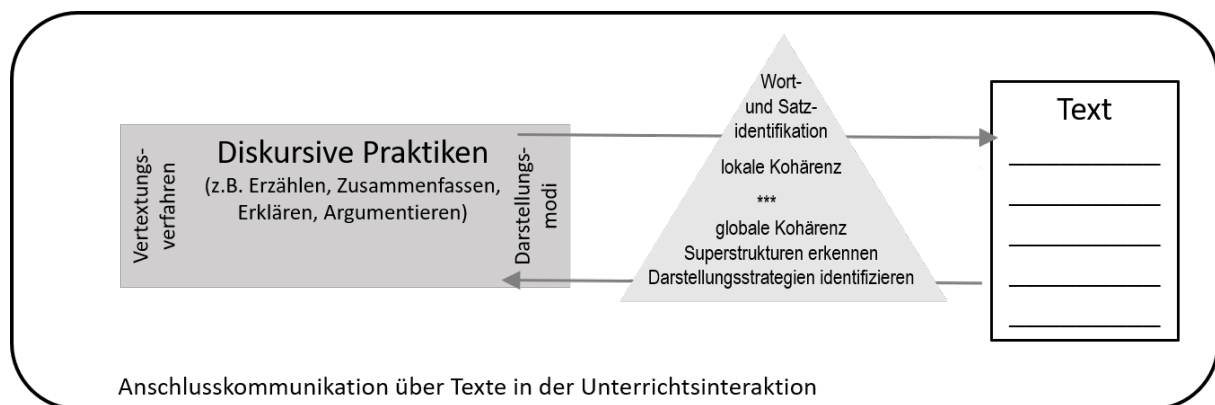 Vertextungs-
verfahren
Diskursive Praktiken
(z.B. Erzählen, Zusammenfassen,
Erklären, Argumentieren)
Darstellungs-
modi
Wort-
und Satz-
identifikation
lokale Kohärenz
***
globale Kohärenz
Superstrukturen erkennen
Darstellungsstrategien identifizieren
Text
Anschlusskommunikation über Texte in der Unterrichtsinteraktion